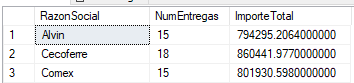 RazonSocial NumEntregas ImporteTotal
1 Alvin 15 794295.2064000000
2 Cecoferre 18 860441.9770000000
3 Comex 15 801930.5980000000